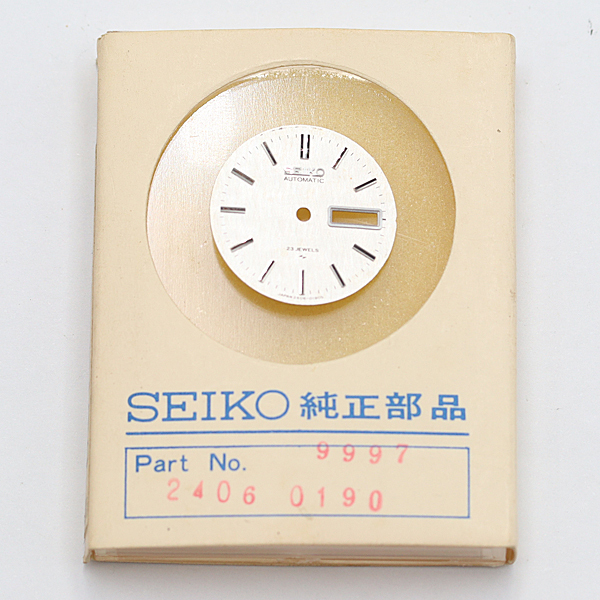 SEIKO
AUTOMATIC
23 JEWELS
SEIKO 純正部品
9997
Part No.
2406 0190